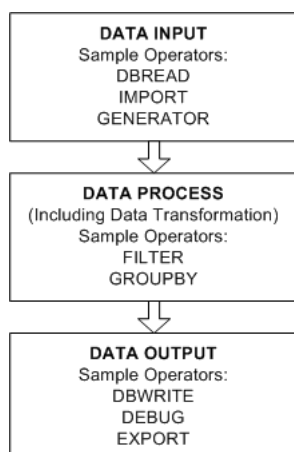 DATA INPUT
Sample Operators:
DBREAD
IMPORT
GENERATOR
DATA PROCESS
(Including Data Transformation)
Sample Operators:
FILTER
GROUPBY
DATA OUTPUT
Sample Operators:
DBWRITE
DEBUG
EXPORT